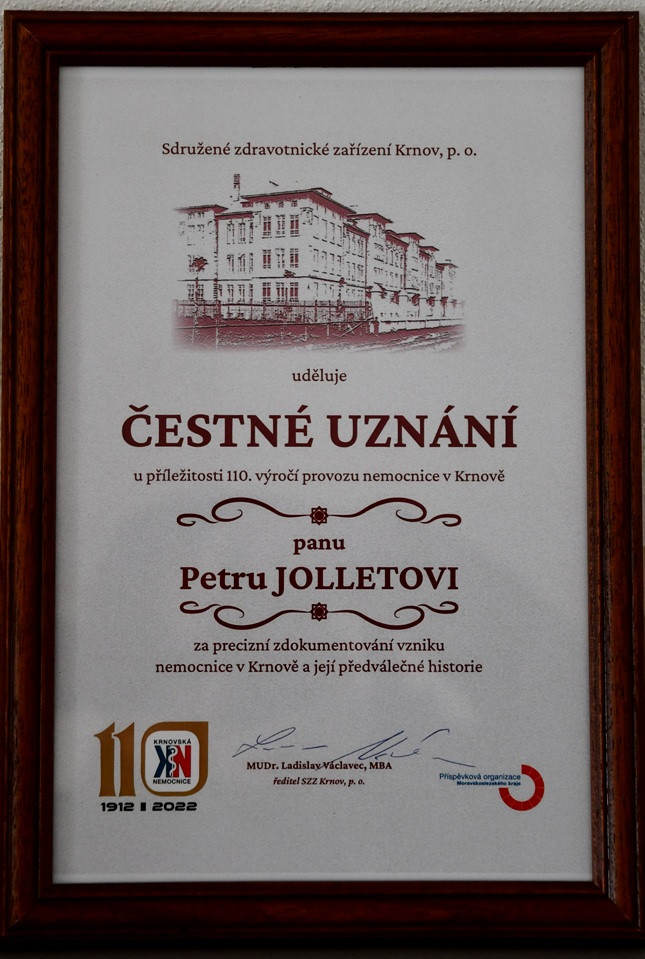 Sdružené zdravotnické zařízení Krnov, p. o.
uděluje
ČESTNÉ UZNÁNÍ
u příležitosti 110. výročí provozu nemocnice v Krnově
panu
Petru JOLLETOVI
za precizní zdokumentování vzniku
nemocnice v Krnově a její předválečné historie
110
KRNOVSKÁ
KN
NEMOCNICE
1912 2022
MUDr. Ladislav Václavec, MBA
ředitel SZZ Krnov, p. o.
Příspěvková organizace
Moravskoslezského kraje